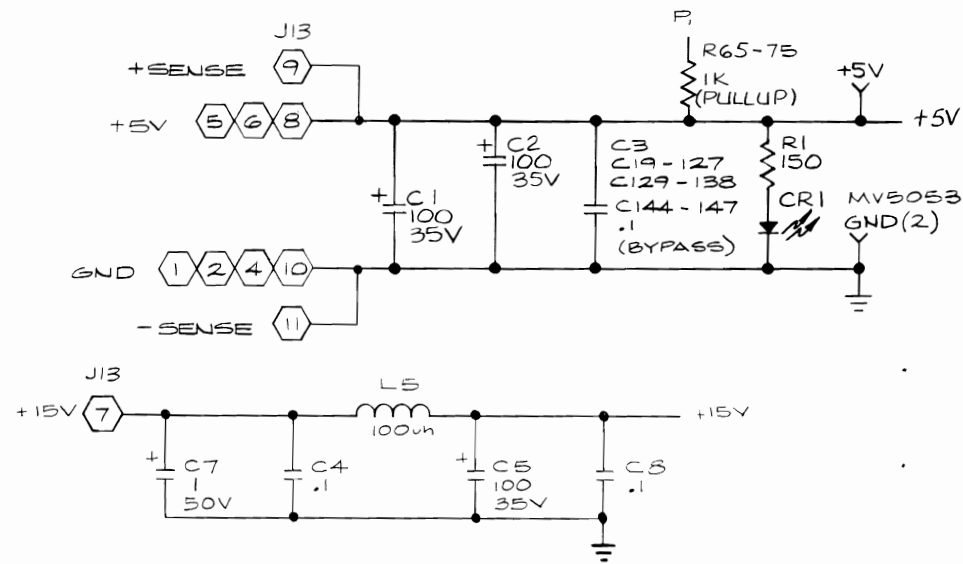 J13
+SENSE 9
+5V 5 6 8
P,
R65-75
1K
(PULLUP)
+5V
+5V
C1
100
35V
C2
100
35V
C3
C19-127
C129-138
C144-147
.1
(BYPASS)
R1
150
CR1 MV5053
GND(2)
GND 1 2 4 10
-SENSE 11
J13
+15V 7
L5
100uh
+15V
C7
1
50V
C4
.1
C5
100
35V
C8
.1